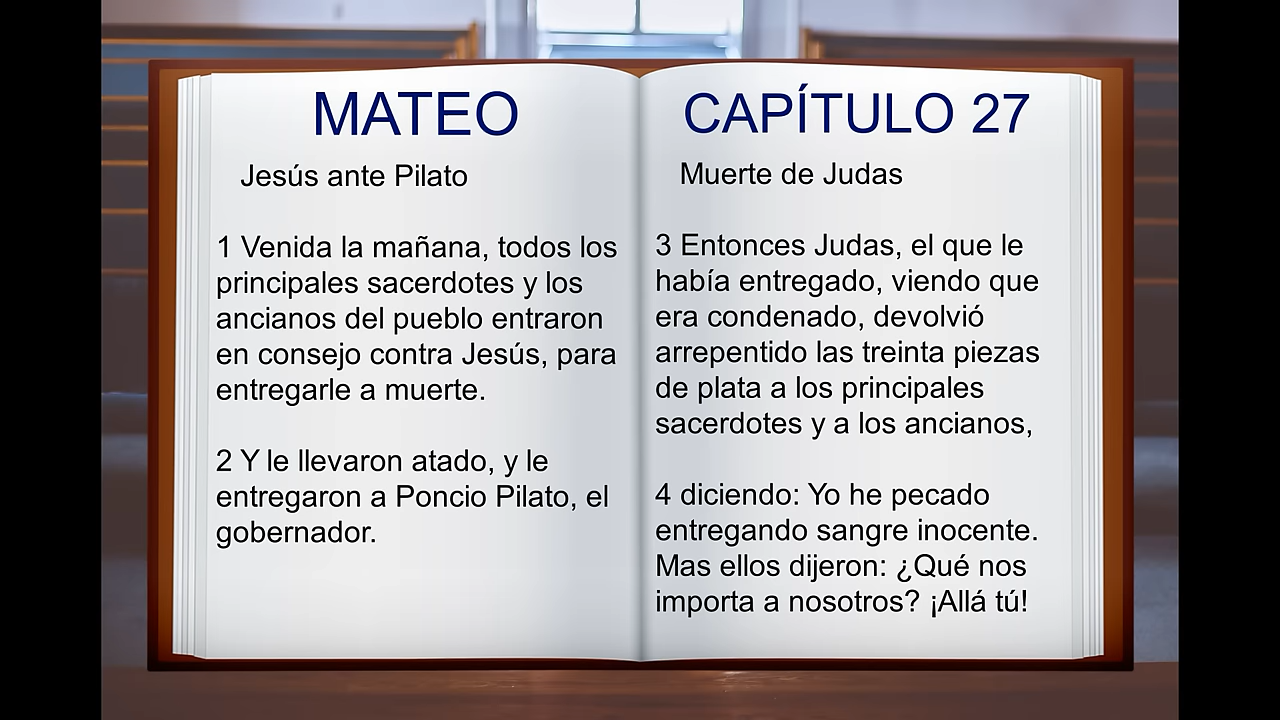 MATEO
Jesús ante Pilato
1 Venida la mañana, todos los
principales sacerdotes y los
ancianos del pueblo entraron
en consejo contra Jesús, para
entregarle a muerte.
2 Y le llevaron atado, y le
entregaron a Poncio Pilato, el
gobernador.
CAPÍTULO 27
Muerte de Judas
3 Entonces Judas, el que le
había entregado, viendo que
era condenado, devolvió
arrepentido las treinta piezas
de plata a los principales
sacerdotes y a los ancianos,
4 diciendo: Yo he pecado
entregando sangre inocente.
Mas ellos dijeron: ¿Qué nos
importa a nosotros? ¡Allá tú!